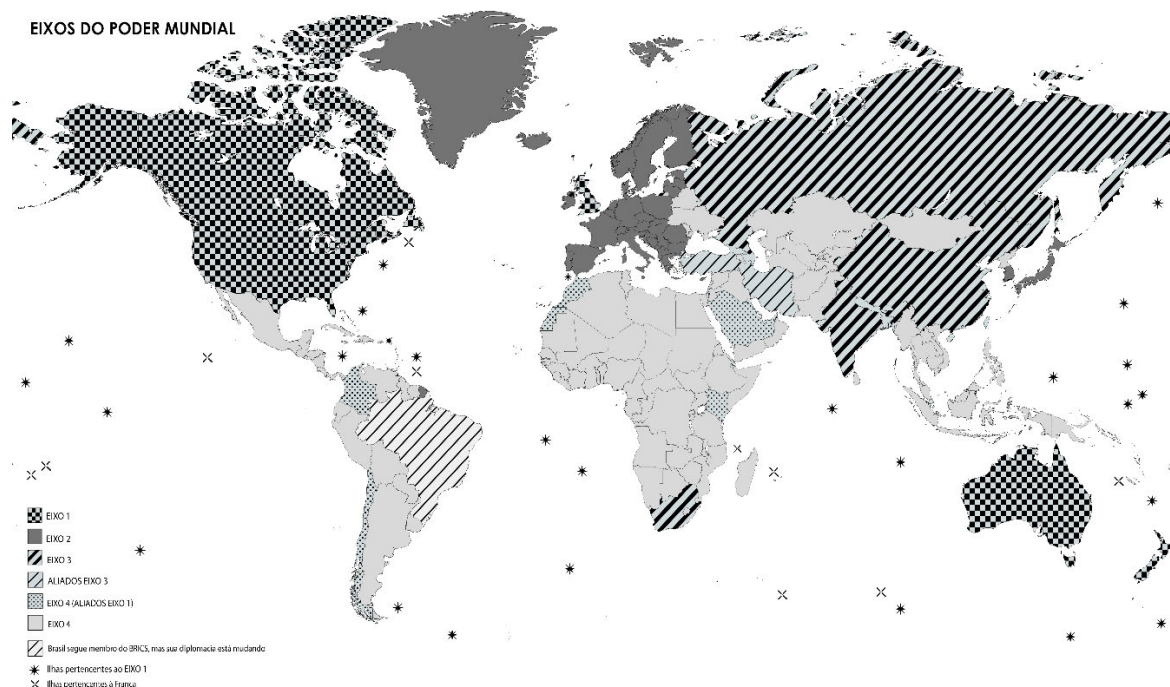 EIXOS DO PODER MUNDIAL
EIXO 1
EIXO 2
EIXO 3
ALIADOS EIXO 3
EIXO 4 (ALIADOS EIXO 1)
EIXO 4
Brasil segue membro do BRICS, mas sua diplomacia está mudando
Ilhas pertencentes ao EIXO 1
Ilhas pertencentes à França